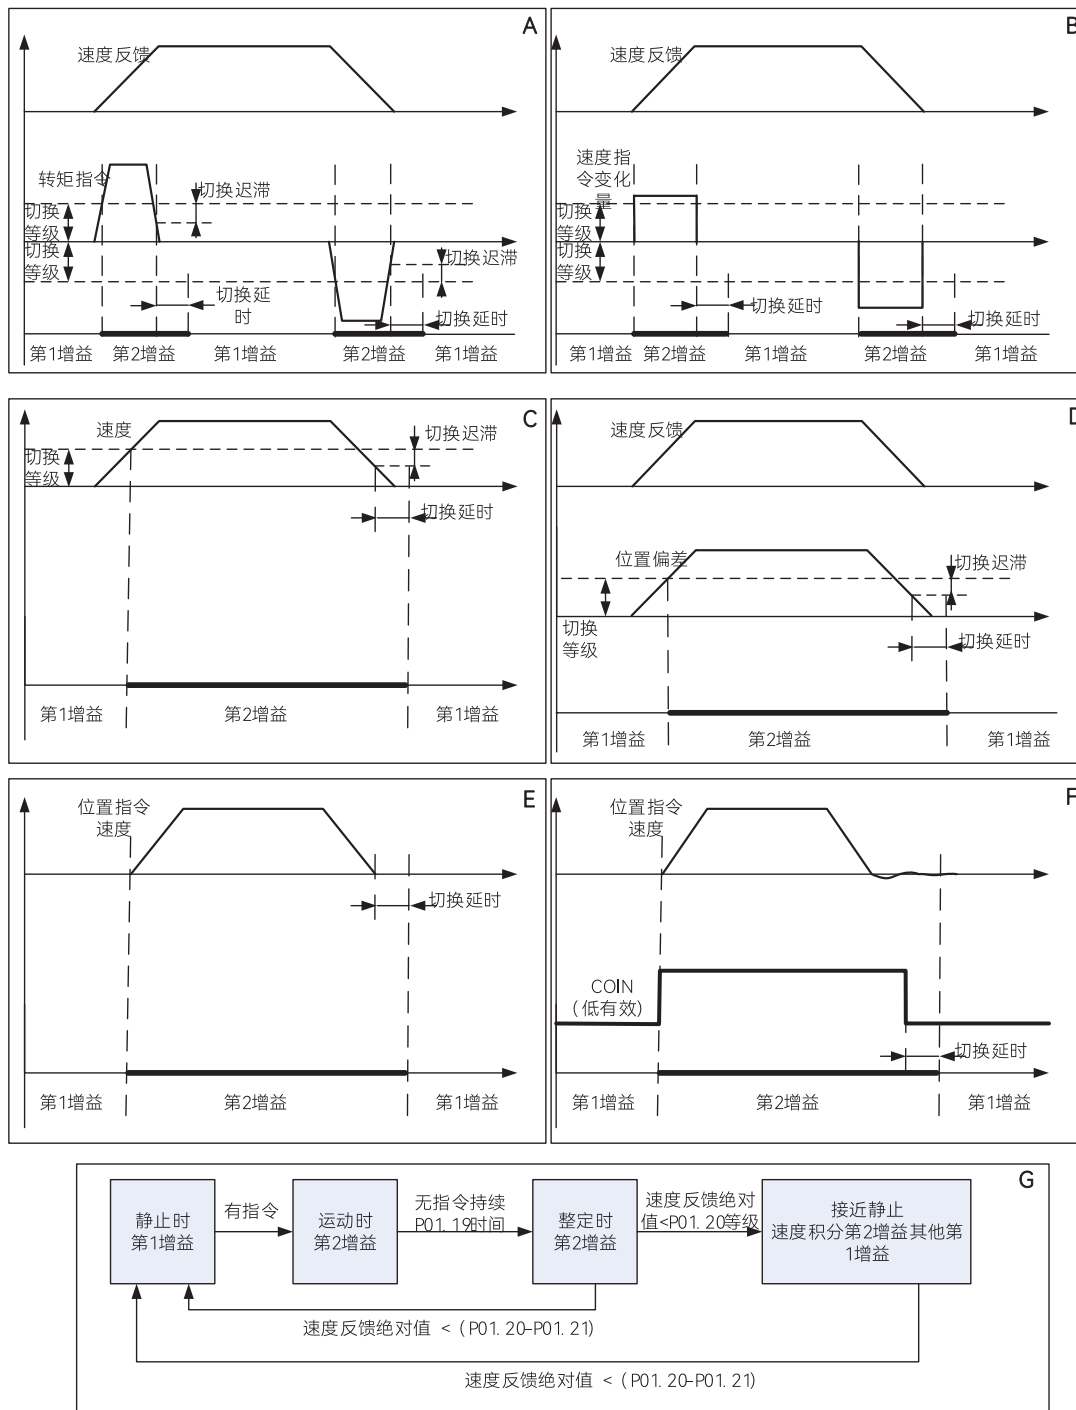 A
速度反馈
转矩指令
切换迟滞
切换
等级
切换
等级
切换迟滞
切换延
时
切换延时
第1增益
第2增益
第1增益
第2增益
第1增益
B
速度反馈
速度指
令变化
量
切换
等级
切换
等级
切换延时
切换延时
第1增益
第2增益
第1增益
第2增益
第1增益
C
速度
切换迟滞
切换
等级
切换延时
第1增益
第2增益
第1增益
D
速度反馈
位置偏差
切换迟滞
切换
等级
切换延时
第1增益
第2增益
第1增益
E
位置指令
速度
切换延时
第1增益
第2增益
第1增益
F
位置指令
速度
COIN
(低有效)
切换延时
第1增益
第2增益
第1增益
G
静止时
第1增益
有指令
运动时
第2增益
无指令持续
P01.19时间
整定时
第2增益
速度反馈绝对
值<P01.20等级
接近静止
速度积分第2增益其他第
1增益
速度反馈绝对值 < (P01.20-P01.21)
速度反馈绝对值 < (P01.20-P01.21)